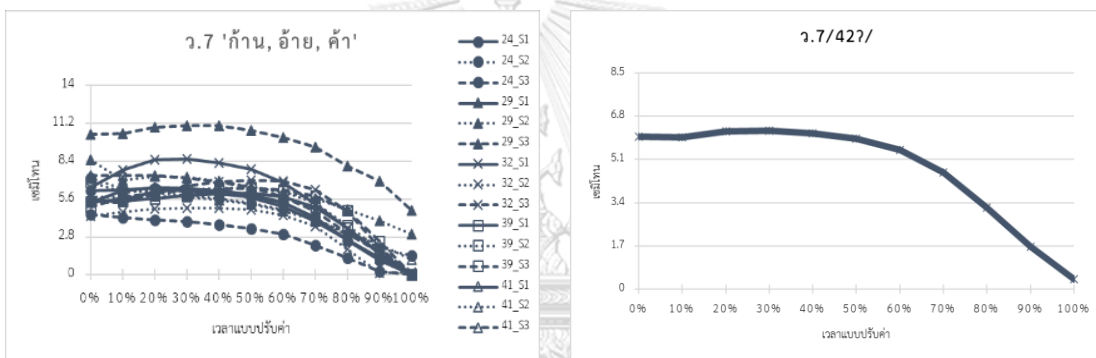 ว.7 'ก้าน, อ้าย, ค้า'
14
11.2
8.4
5.6
2.8
0
0% 10% 20% 30% 40% 50% 60% 70% 80% 90% 100%
เซมิโทน
เวลาแบบปรับค่า
24_S1
24_S2
24_S3
29_S1
29_S2
29_S3
32_S1
32_S2
32_S3
39_S1
39_S2
39_S3
41_S1
41_S2
41_S3
ว.7/42?/
8.5
6.8
5.1
3.4
1.7
0
0% 10% 20% 30% 40% 50% 60% 70% 80% 90% 100%
เซมิโทน
เวลาแบบปรับค่า